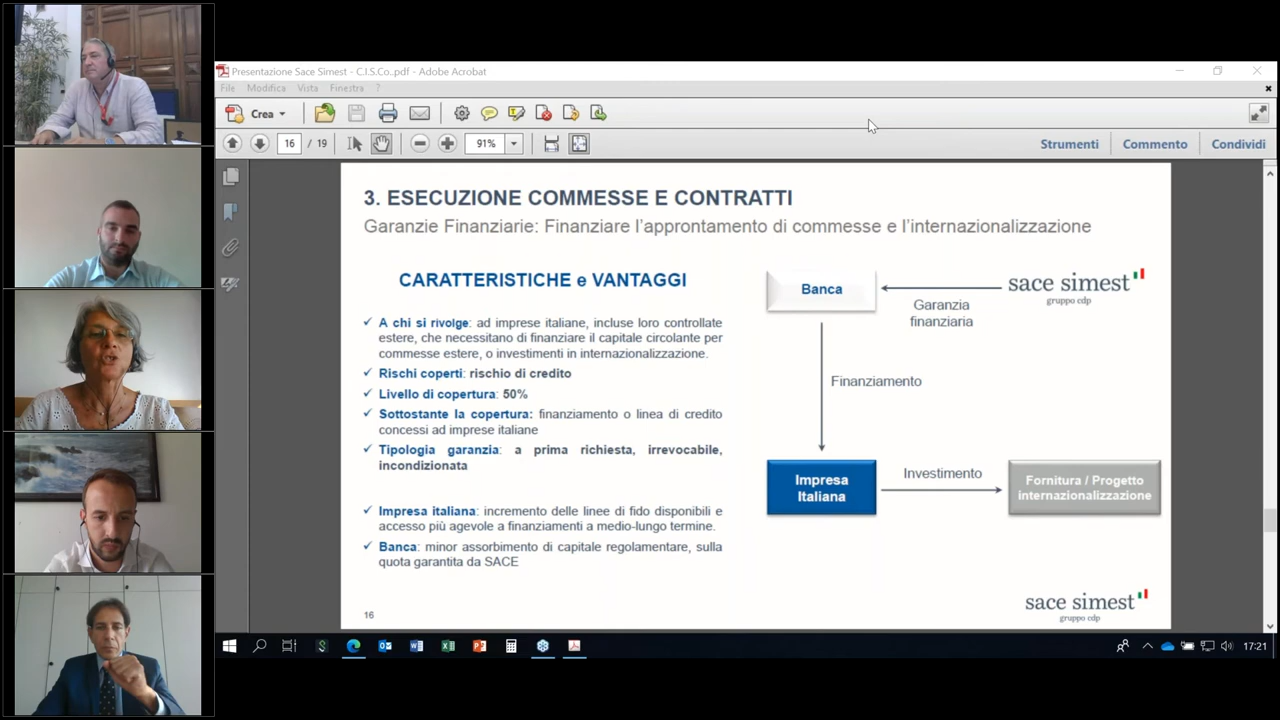 Presentazione Sace Simest - C.I.S.Co..pdf - Adobe Acrobat
File Modifica Vista Finestra ?
Crea
16 / 19 91% Strumenti Commento Condividi
3. ESECUZIONE COMMESSE E CONTRATTI
Garanzie Finanziarie: Finanziare l'approntamento di commesse e l'internazionalizzazione
CARATTERISTICHE e VANTAGGI
✓ A chi si rivolge: ad imprese italiane, incluse loro controllate
estere, che necessitano di finanziare il capitale circolante per
commesse estere, o investimenti in internazionalizzazione.
✓ Rischi coperti: rischio di credito
✓ Livello di copertura: 50%
✓ Sottostante la copertura: finanziamento o linea di credito
concessi ad imprese italiane
✓ Tipologia garanzia: a prima richiesta, irrevocabile,
incondizionata
✓ Impresa italiana: incremento delle linee di fido disponibili e
accesso più agevole a finanziamenti a medio-lungo termine.
✓ Banca: minor assorbimento di capitale regolamentare, sulla
quota garantita da SACE
Banca
Garanzia
finanziaria
sace simest
gruppo cdp
Finanziamento
Impresa
Italiana
Investimento
Fornitura / Progetto
internazionalizzazione
16
sace simest
gruppo cdp
17:21